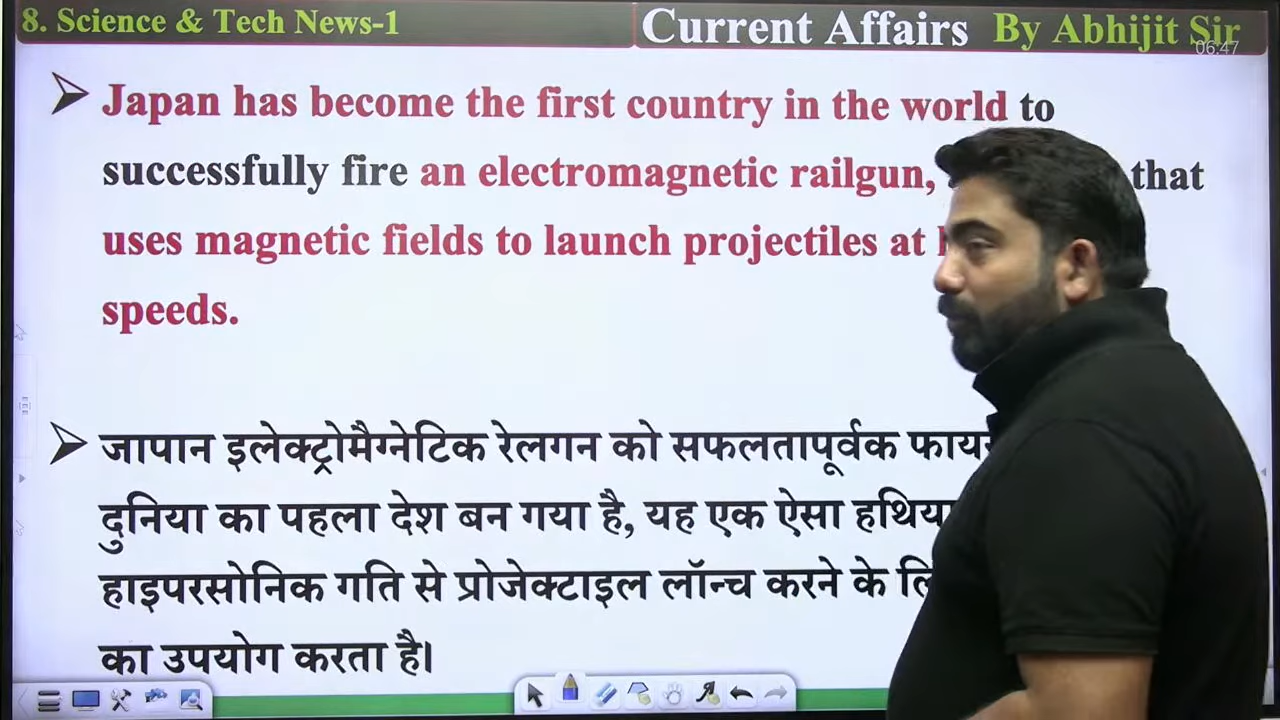 8. Science & Tech News-1
Current Affairs By Abhijit Sir
06:47
Japan has become the first country in the world to
successfully fire an electromagnetic railgun, that
uses magnetic fields to launch projectiles at
speeds.
जापान इलेक्ट्रोमैग्नेटिक रेलगन को सफलतापूर्वक
दुनिया का पहला देश बन गया है, यह एक ऐसा
हाइपरसोनिक गति से प्रोजेक्टाइल लॉन्च करने के
का उपयोग करता है।